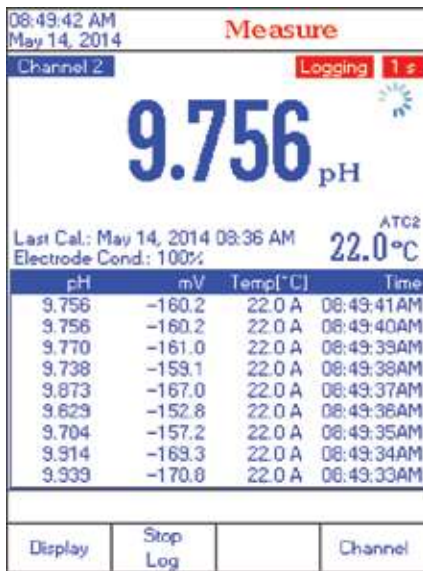 08:49:42 AM
May 14, 2014
Measure
Channel 2
Logging 1 s
9.756 pH
ATC2
Last Cal.: May 14, 2014 08:36 AM
22.0°C
Electrode Cond.: 100%
pH mV Temp[°C] Time
9.756 -160.2 22.0 A 08:49:41AM
9.756 -160.2 22.0 A 08:49:40AM
9.770 -161.0 22.0 A 08:49:39AM
9.738 -159.1 22.0 A 08:49:38AM
9.873 -167.0 22.0 A 08:49:37AM
9.629 -152.8 22.0 A 08:49:36AM
9.704 -157.2 22.0 A 08:49:35AM
9.914 -169.3 22.0 A 08:49:34AM
9.939 -170.8 22.0 A 08:49:33AM
Display
Stop
Log
Channel